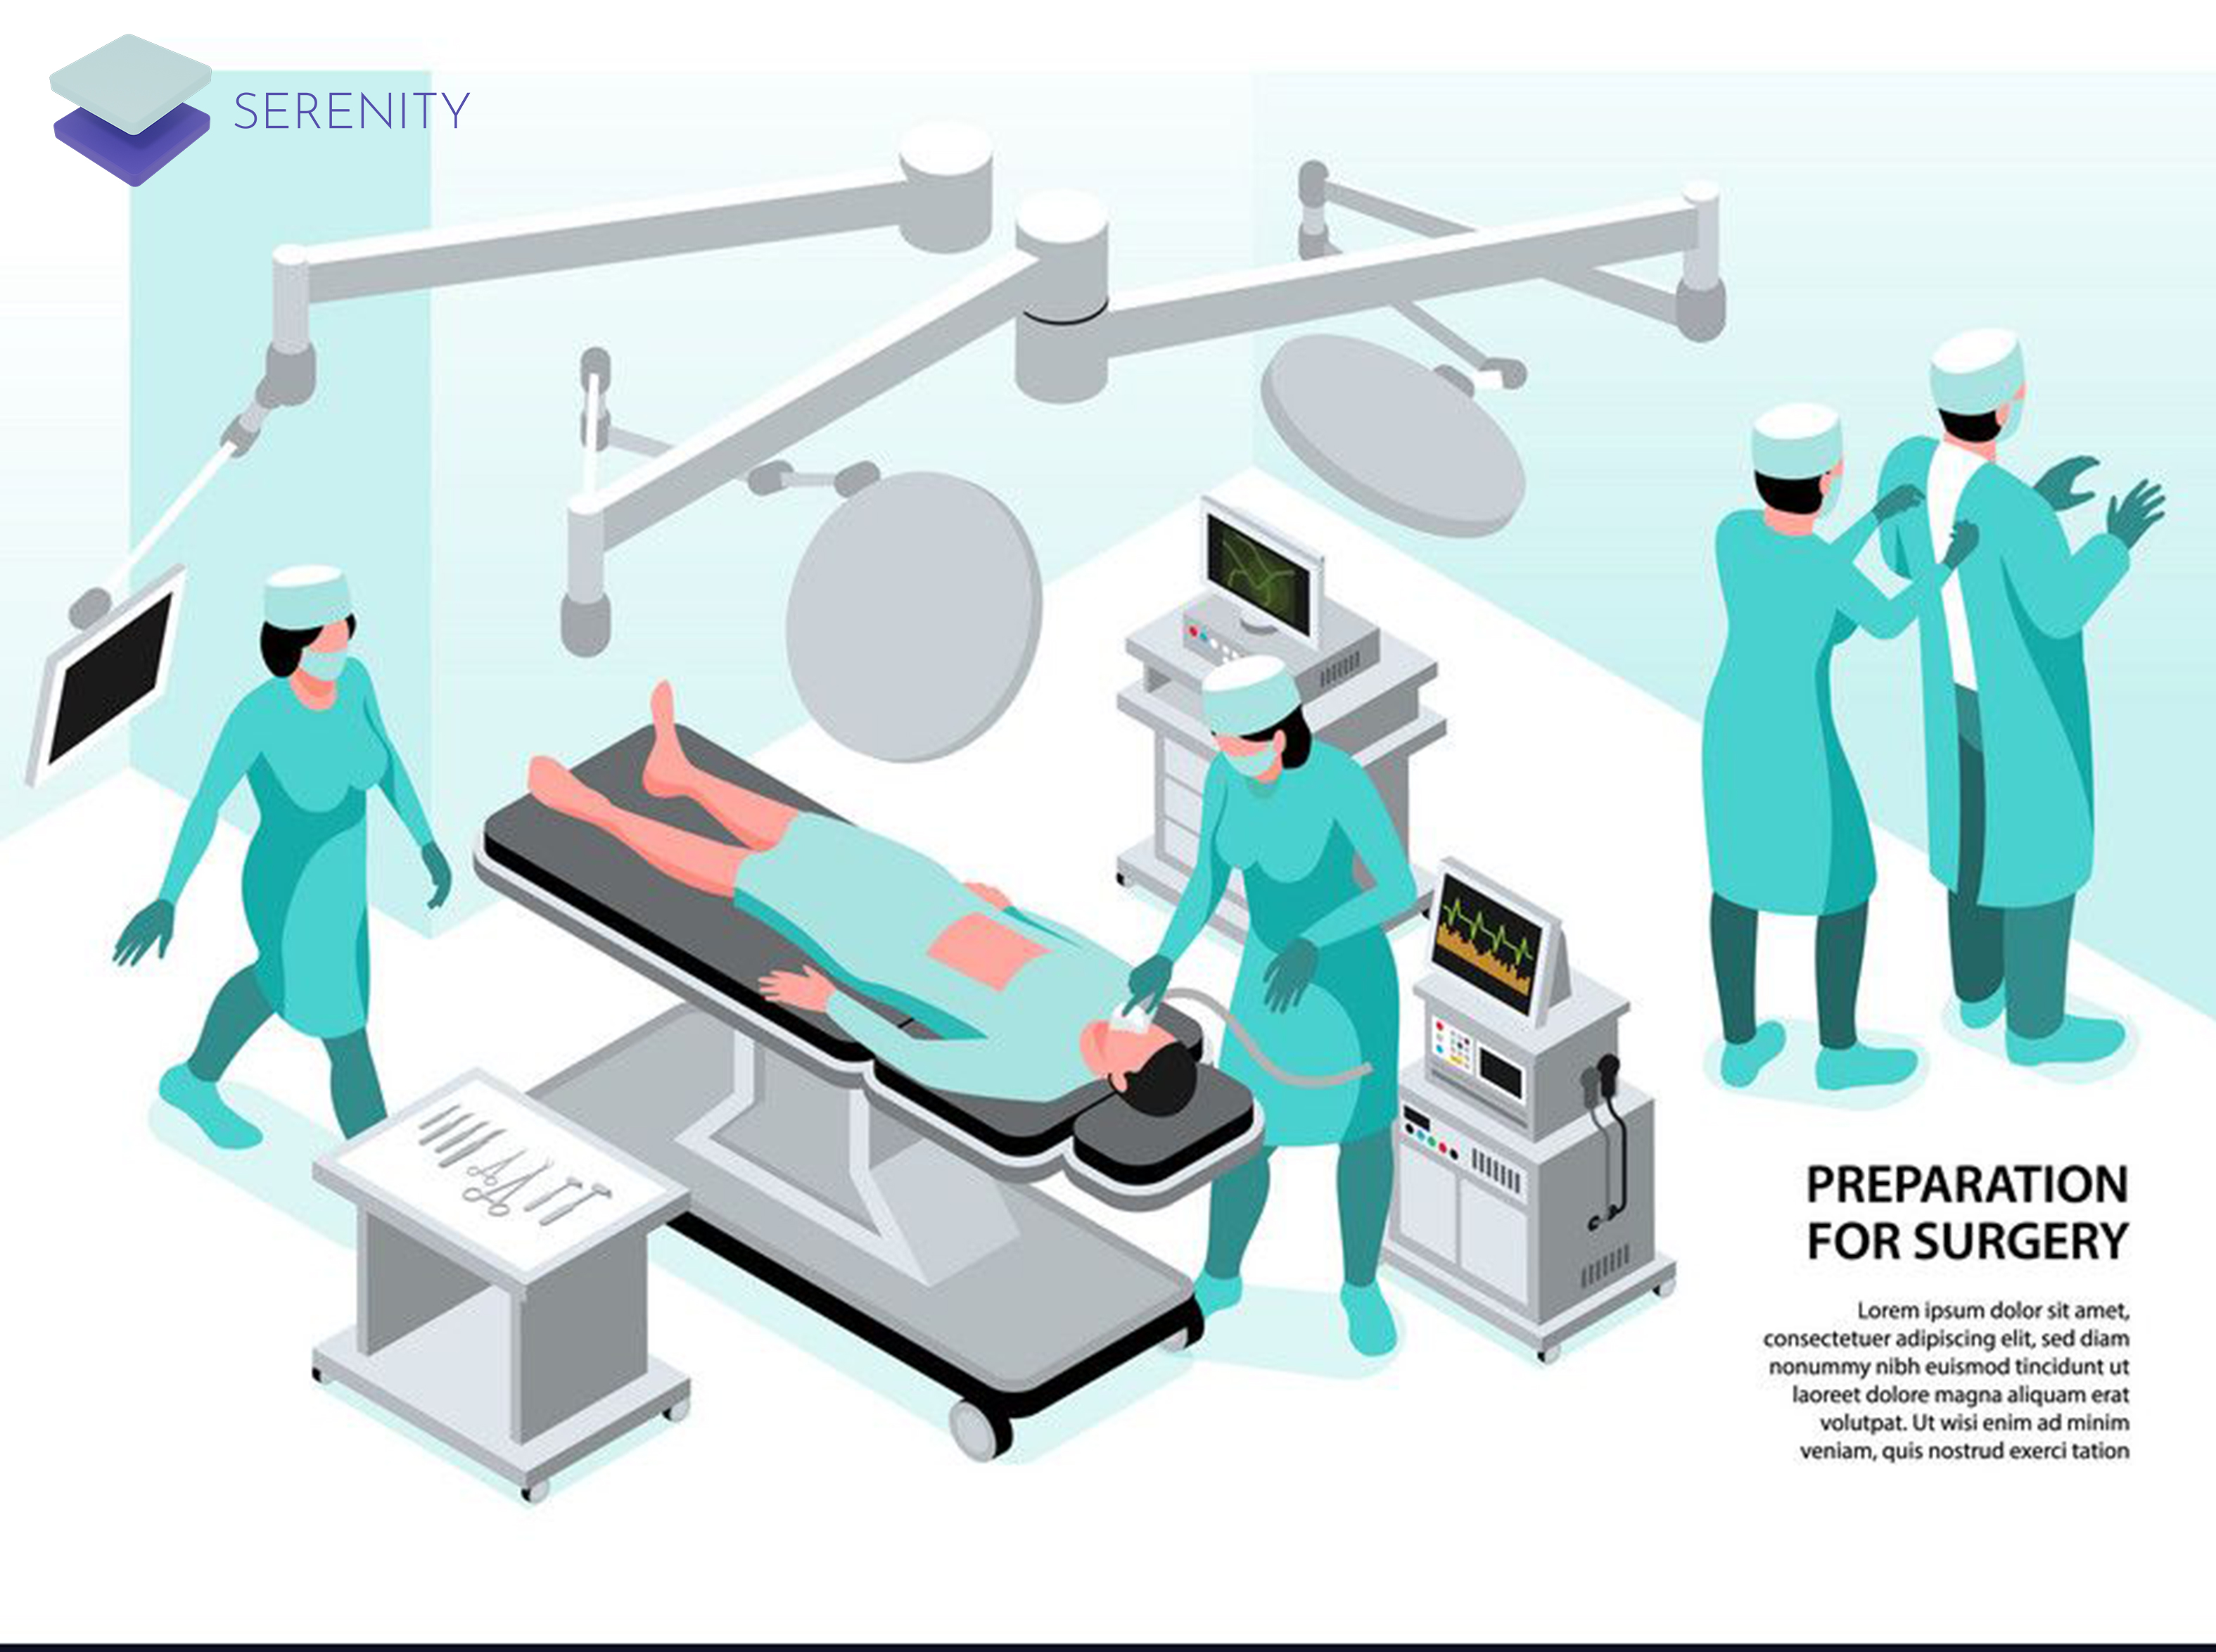 SERENITY
PREPARATION
FOR SURGERY
Lorem ipsum dolor sit amet,
consectetuer adipiscing elit, sed diam
nonummy nibh euismod tincidunt ut
laoreet dolore magna aliquam erat
volutpat. Ut wisi enim ad minim
veniam, quis nostrud exerci tation